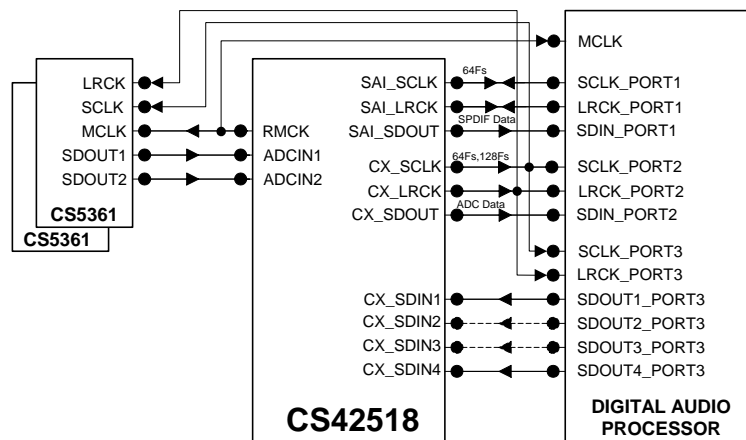 LRCK
SCLK
MCLK
SDOUT1
SDOUT2
CS5361
CS5361
RMCK
ADCIN1
ADCIN2
SAI_SCLK
SAI_LRCK
SAI_SDOUT
CX_SCLK
CX_LRCK
CX_SDOUT
CX_SDIN1
CX_SDIN2
CX_SDIN3
CX_SDIN4
CS42518
64Fs
SPDIF Data
64Fs,128Fs
ADC Data
MCLK
SCLK_PORT1
LRCK_PORT1
SDIN_PORT1
SCLK_PORT2
LRCK_PORT2
SDIN_PORT2
SCLK_PORT3
LRCK_PORT3
SDOUT1_PORT3
SDOUT2_PORT3
SDOUT3_PORT3
SDOUT4_PORT3
DIGITAL AUDIO
PROCESSOR